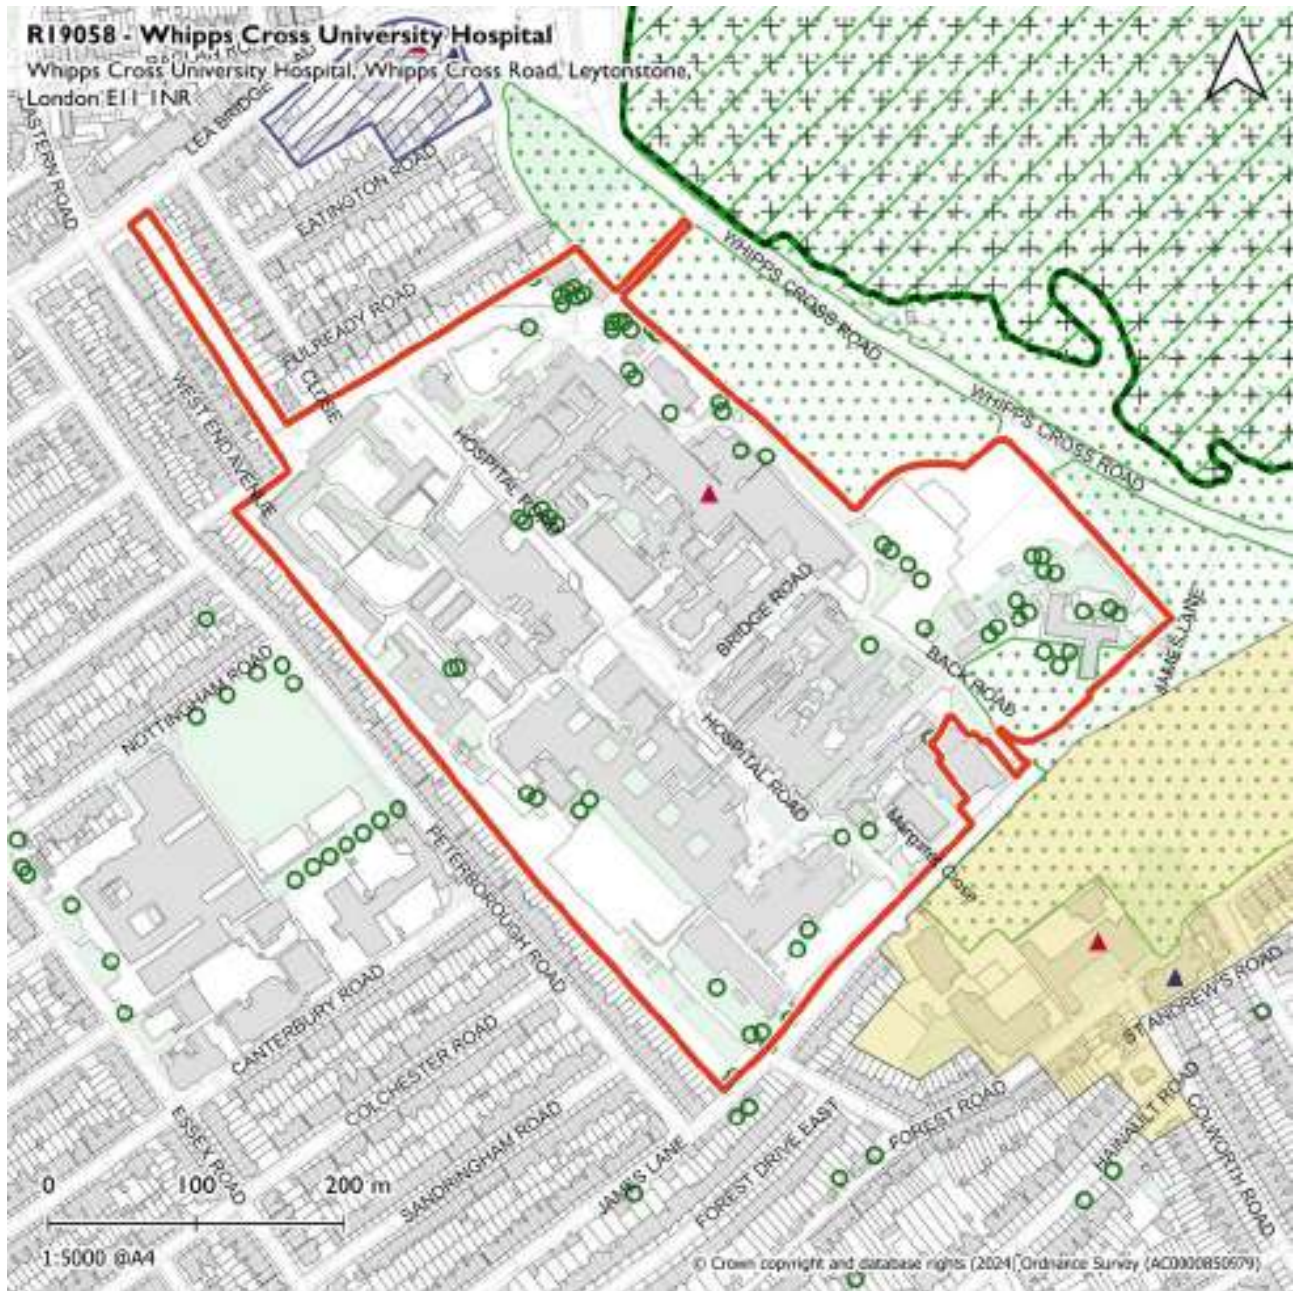 R19058 - Whipps Cross University Hospital
Whipps Cross University Hospital, Whipps Cross Road, Leytonstone,
London E11 1NR
LEA BRIDGE
EATINGTON ROAD
FULREADY ROAD
CLOSE
WEST END AVENUE
WHIPPS CROSS ROAD
WHIPPS CROSS ROAD
HOSPITAL ROAD
BRIDGE ROAD
BACK ROAD
JAMES LANE
NOTTINGHAM ROAD
HOSPITAL ROAD
Margaret Close
PETERBOROUGH ROAD
CANTERBURY ROAD
COLCHESTER ROAD
SANDRINGHAM ROAD
ESSEX ROAD
JAMES LANE
FOREST DRIVE EAST
FOREST ROAD
ST ANDREW'S ROAD
HAINAULT ROAD
COLWORTH ROAD
0 100 200 m
1:5000 @A4
© Crown copyright and database rights (2024) Ordnance Survey (AC0000850979)